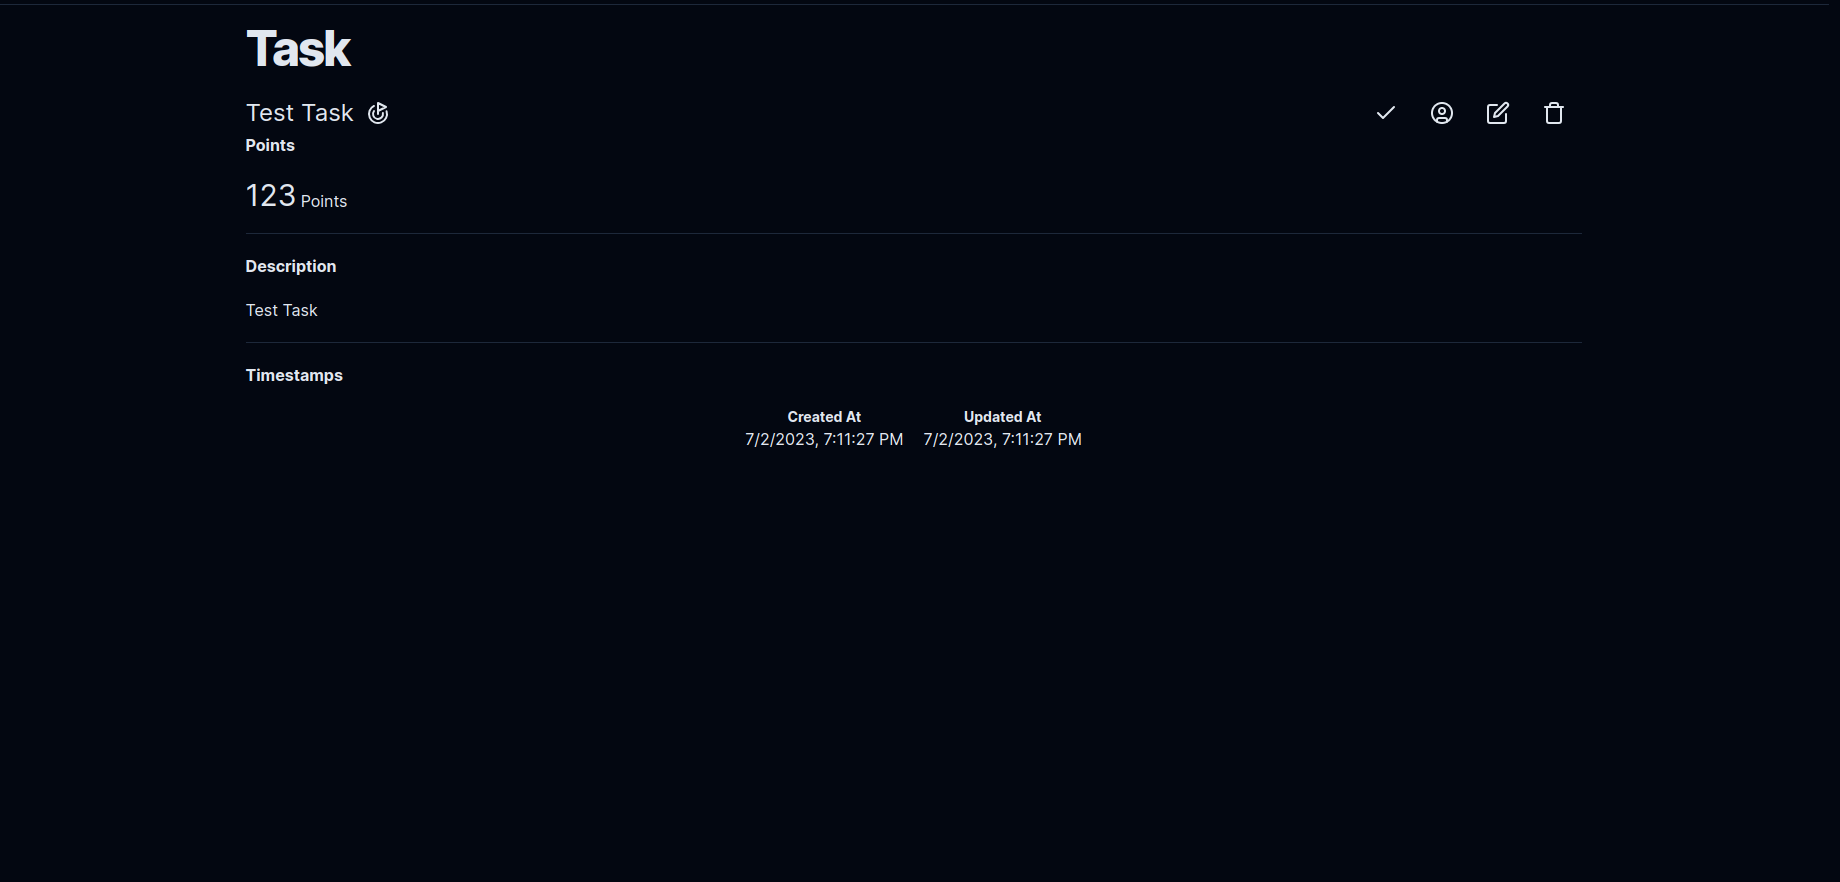 Task
Test Task
Points
123 Points
Description
Test Task
Timestamps
Created At Updated At
7/2/2023, 7:11:27 PM 7/2/2023, 7:11:27 PM